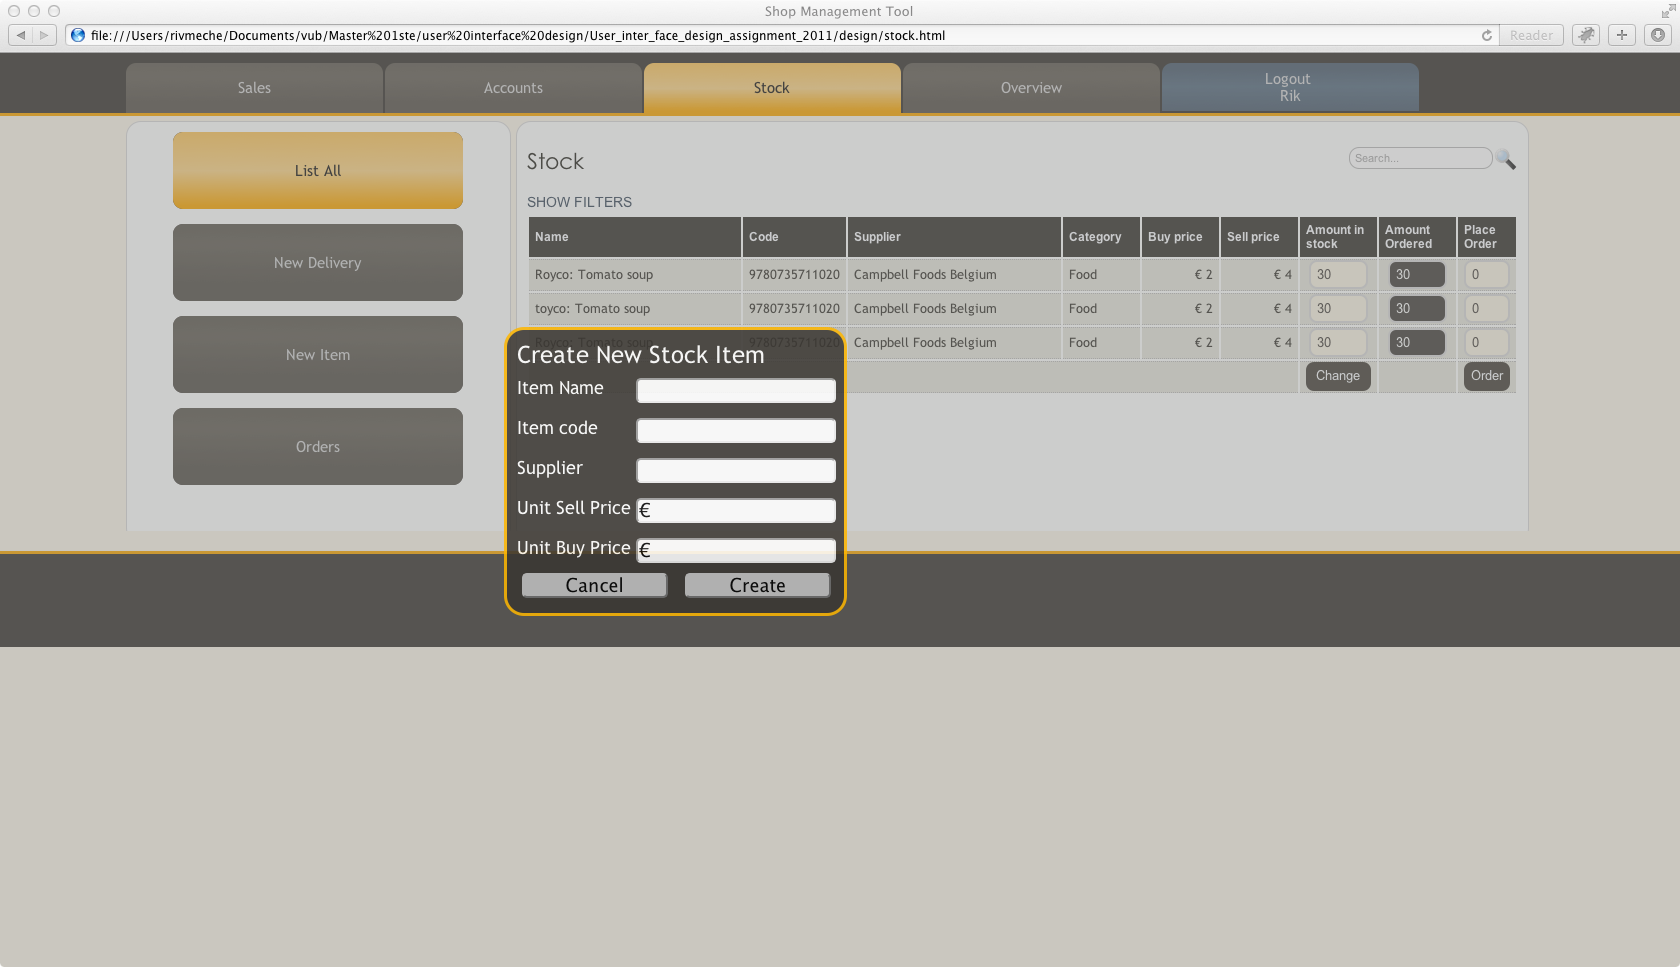 Shop Management Tool
file:///Users/rivmeche/Documents/vub/Master%201ste/user%20interface%20design/User_inter_face_design_assignment_2011/design/stock.html
Reader
Sales
Accounts
Stock
Overview
Logout
Rik
List All
New Delivery
New Item
Orders
Stock
Search...
SHOW FILTERS
Name Code Supplier Category Buy price Sell price Amount in stock Amount Ordered Place Order
Royco: Tomato soup 9780735711020 Campbell Foods Belgium Food € 2 € 4 30 30 0
toyco: Tomato soup 9780735711020 Campbell Foods Belgium Food € 2 € 4 30 30 0
Royco: Tomato soup 9780735711020 Campbell Foods Belgium Food € 2 € 4 30 30 0
Change Order
Create New Stock Item
Item Name
Item code
Supplier
Unit Sell Price €
Unit Buy Price €
Cancel Create